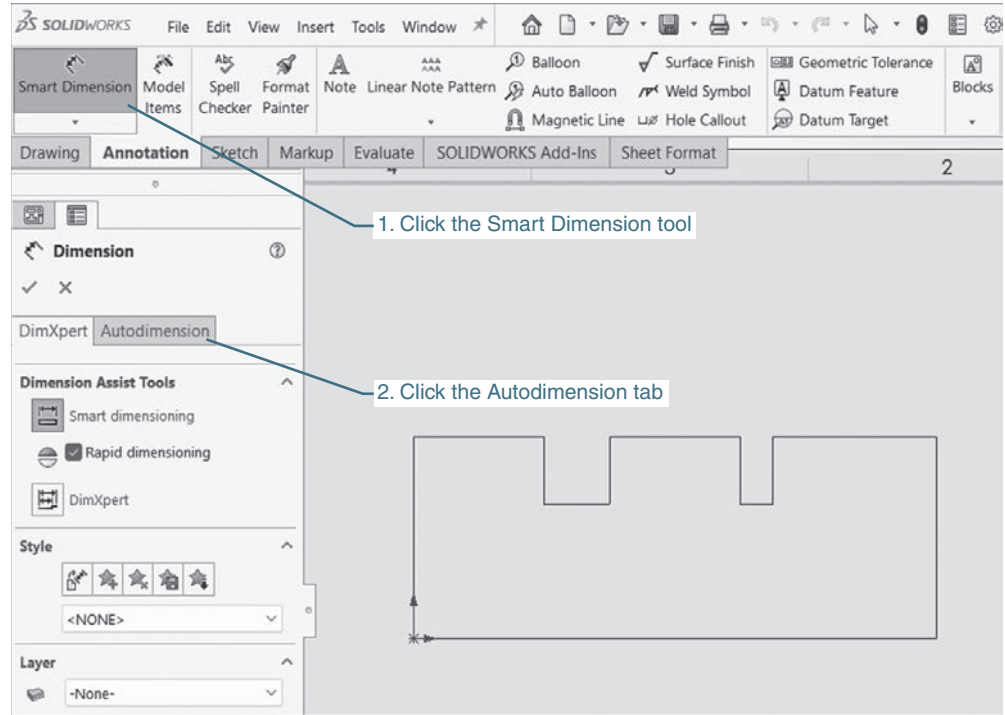 SOLIDWORKS File Edit View Insert Tools Window
Smart Dimension Model Items Spell Checker Format Painter Note Linear Note Pattern Balloon Surface Finish Geometric Tolerance Blocks
Auto Balloon Weld Symbol Datum Feature
Magnetic Line Hole Callout Datum Target
Drawing Annotation Sketch Markup Evaluate SOLIDWORKS Add-Ins Sheet Format
2
1. Click the Smart Dimension tool
Dimension
DimXpert Autodimension
2. Click the Autodimension tab
Dimension Assist Tools
Smart dimensioning
Rapid dimensioning
DimXpert
Style
<NONE>
Layer
-None-